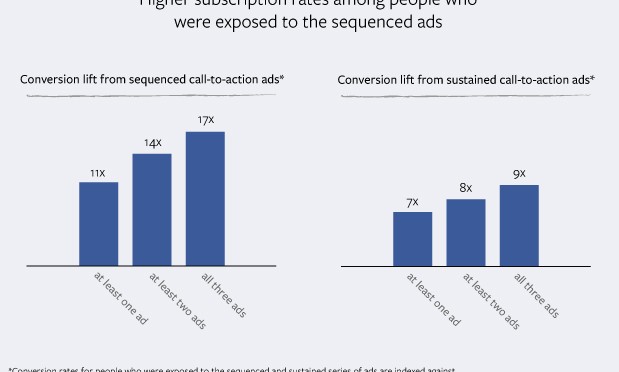 Higher subscription rates among people who
were exposed to the sequenced ads
Conversion lift from sequenced call-to-action ads*
11x
14x
17x
at least one ad
at least two ads
all three ads
Conversion lift from sustained call-to-action ads*
7x
8x
9x
at least one ad
at least two ads
all three ads
*Conversion rates for people who were exposed to the sequenced and sustained series of ads are indexed against